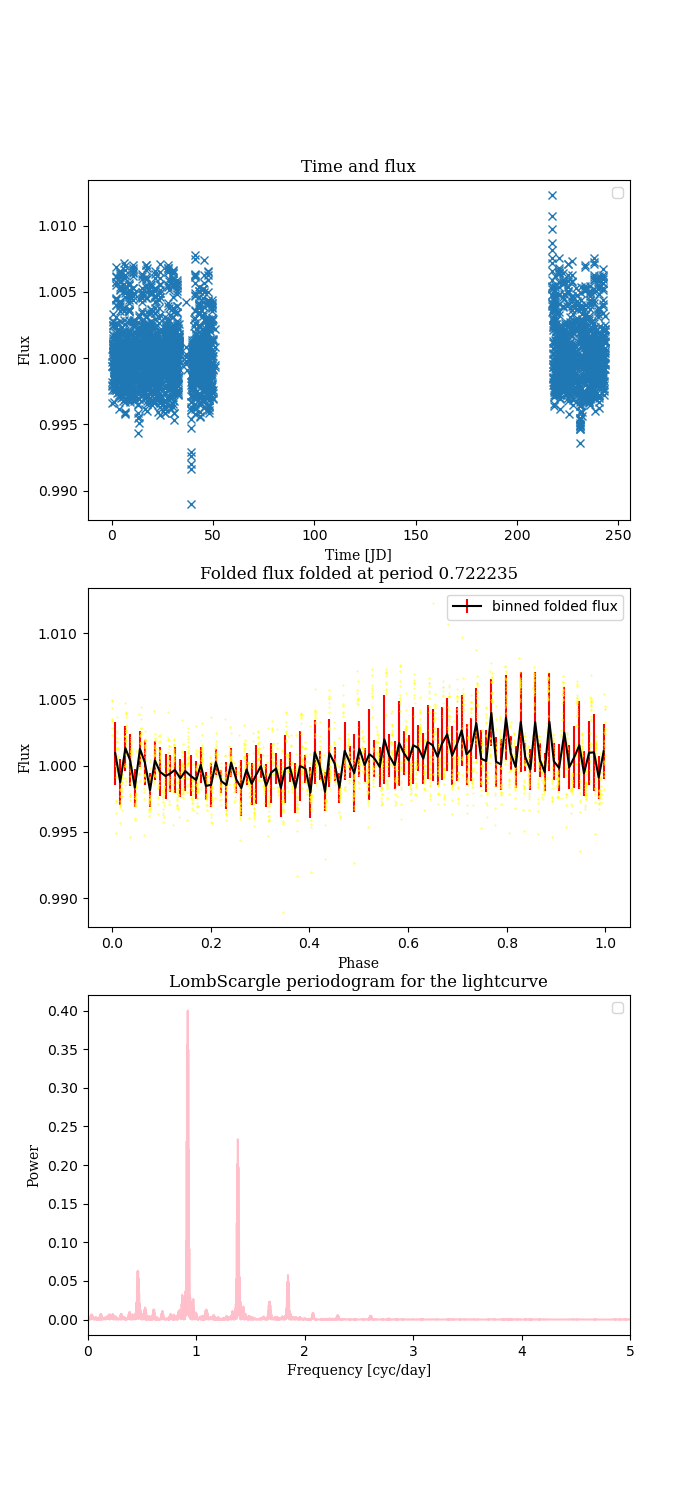 Time and flux
1.010
1.005
1.000
0.995
0.990
Flux
0 50 100 150 200 250
Time [JD]
Folded flux folded at period 0.722235
binned folded flux
1.010
1.005
1.000
0.995
0.990
Flux
0.0 0.2 0.4 0.6 0.8 1.0
Phase
LombScargle periodogram for the lightcurve
0.40
0.35
0.30
0.25
0.20
0.15
0.10
0.05
0.00
Power
0 1 2 3 4 5
Frequency [cyc/day]